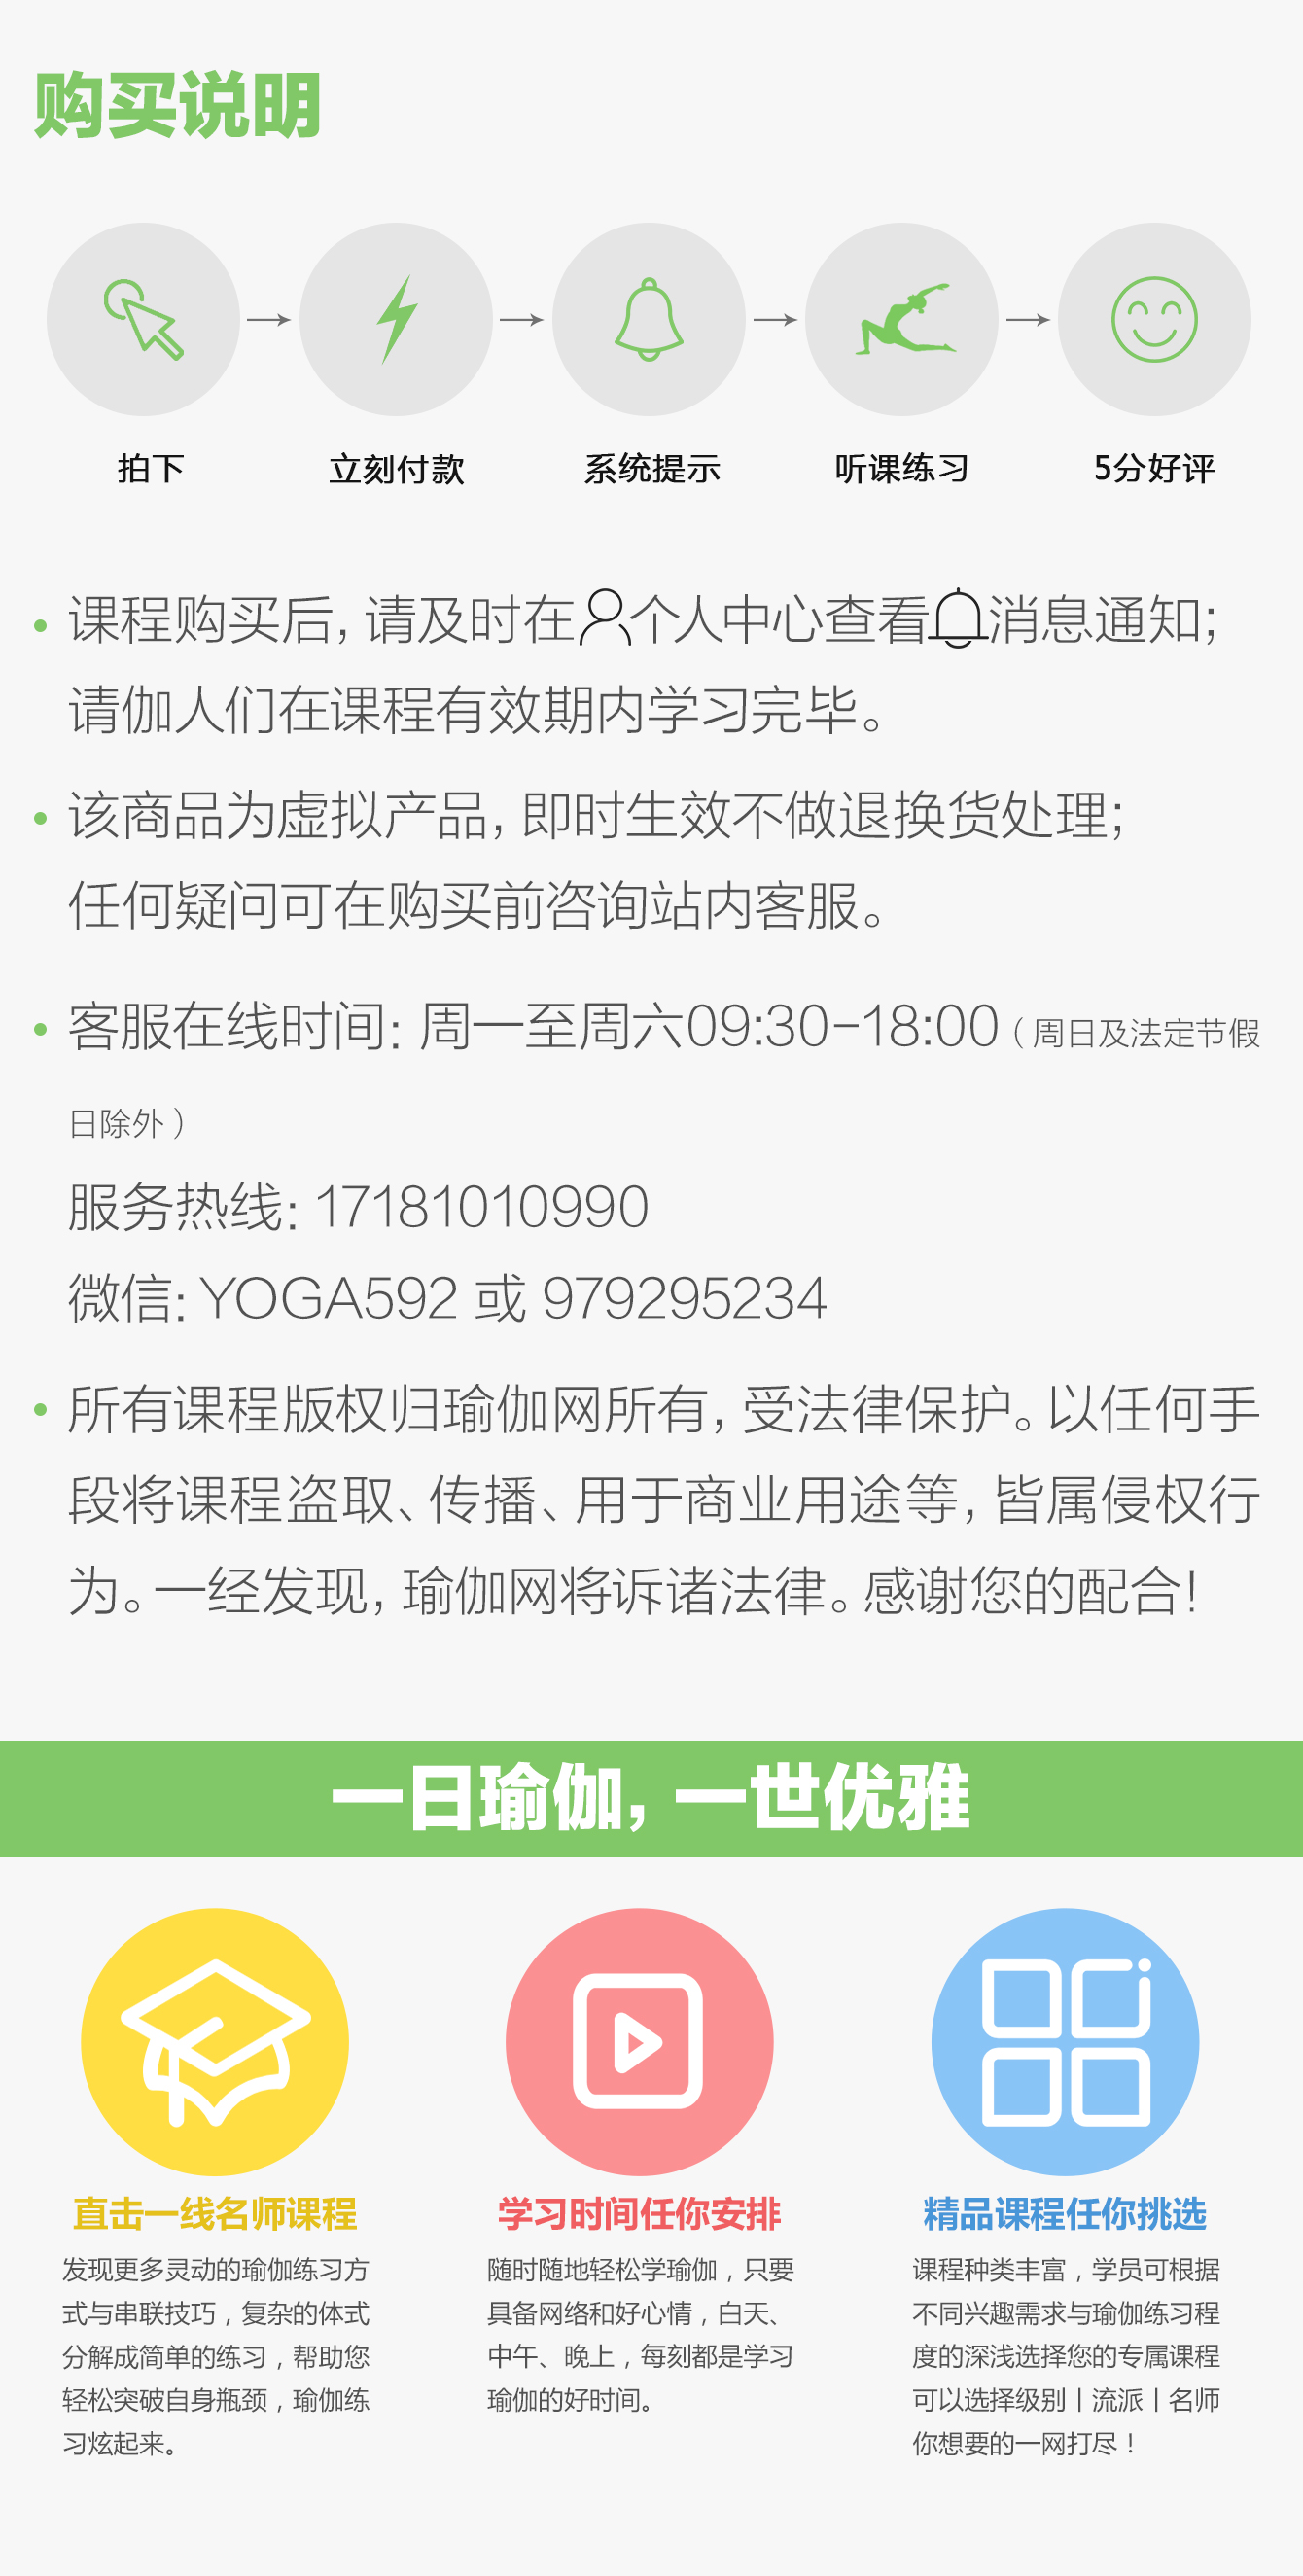 购买说明
拍下
立刻付款
系统提示
听课练习
5分好评
课程购买后，请及时在个人中心查看消息通知；
请伽人们在课程有效期内学习完毕。
该商品为虚拟产品，即时生效不做退换货处理；
任何疑问可在购买前咨询站内客服。
客服在线时间：周一至周六09:30-18:00（周日及法定节假
日除外）
服务热线：17181010990
微信：YOGA592 或 979295234
所有课程版权归瑜伽网所有，受法律保护。以任何手
段将课程盗取、传播、用于商业用途等，皆属侵权行
为。一经发现，瑜伽网将诉诸法律。感谢您的配合！
一日瑜伽，一世优雅
直击一线名师课程
发现更多灵动的瑜伽练习方
式与串联技巧，复杂的体式
分解成简单的练习，帮助您
轻松突破自身瓶颈，瑜伽练
习炫起来。
学习时间任你安排
随时随地轻松学瑜伽，只要
具备网络和好心情，白天、
中午、晚上，每刻都是学习
瑜伽的好时间。
精品课程任你挑选
课程种类丰富，学员可根据
不同兴趣需求与瑜伽练习程
度的深浅选择您的专属课程
可以选择级别丨流派丨名师
你想要的一网打尽！